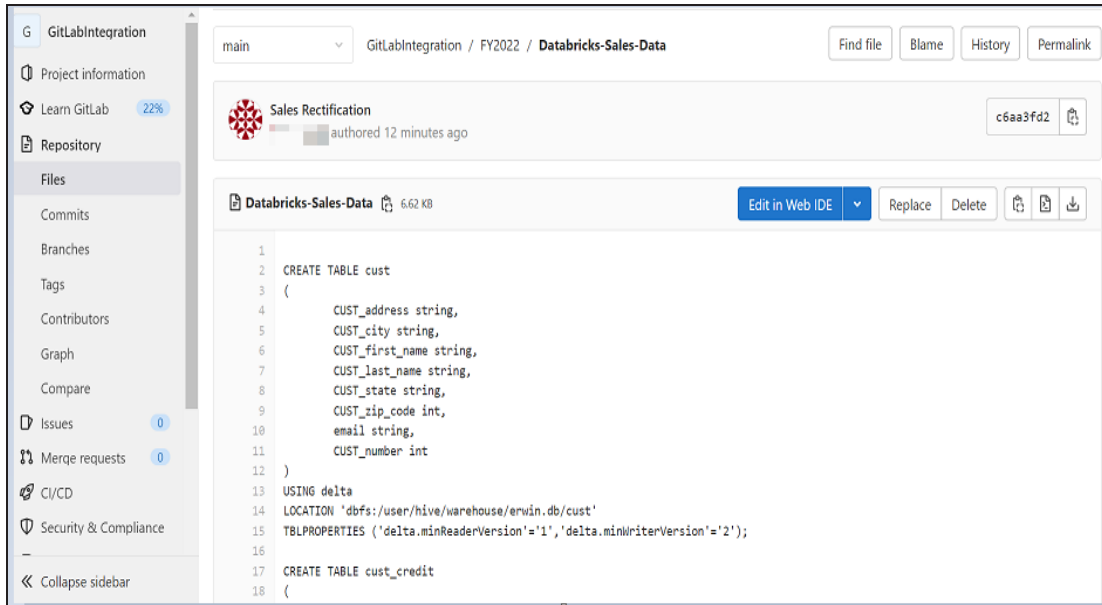 G GitLabIntegration
Project information
Learn GitLab 22%
Repository
Files
Commits
Branches
Tags
Contributors
Graph
Compare
Issues 0
Merge requests 0
CI/CD
Security & Compliance
Collapse sidebar
main GitLabIntegration / FY2022 / Databricks-Sales-Data Find file Blame History Permalink
Sales Rectification
authored 12 minutes ago
c6aa3fd2
Databricks-Sales-Data 6.62 KB Edit in Web IDE Replace Delete
1
2 CREATE TABLE cust
3 (
4 CUST_address string,
5 CUST_city string,
6 CUST_first_name string,
7 CUST_last_name string,
8 CUST_state string,
9 CUST_zip_code int,
10 email string,
11 CUST_number int
12 )
13 USING delta
14 LOCATION 'dbfs:/user/hive/warehouse/erwin.db/cust'
15 TBLPROPERTIES ('delta.minReaderVersion'='1','delta.minWriterVersion'='2');
16
17 CREATE TABLE cust_credit
18 (